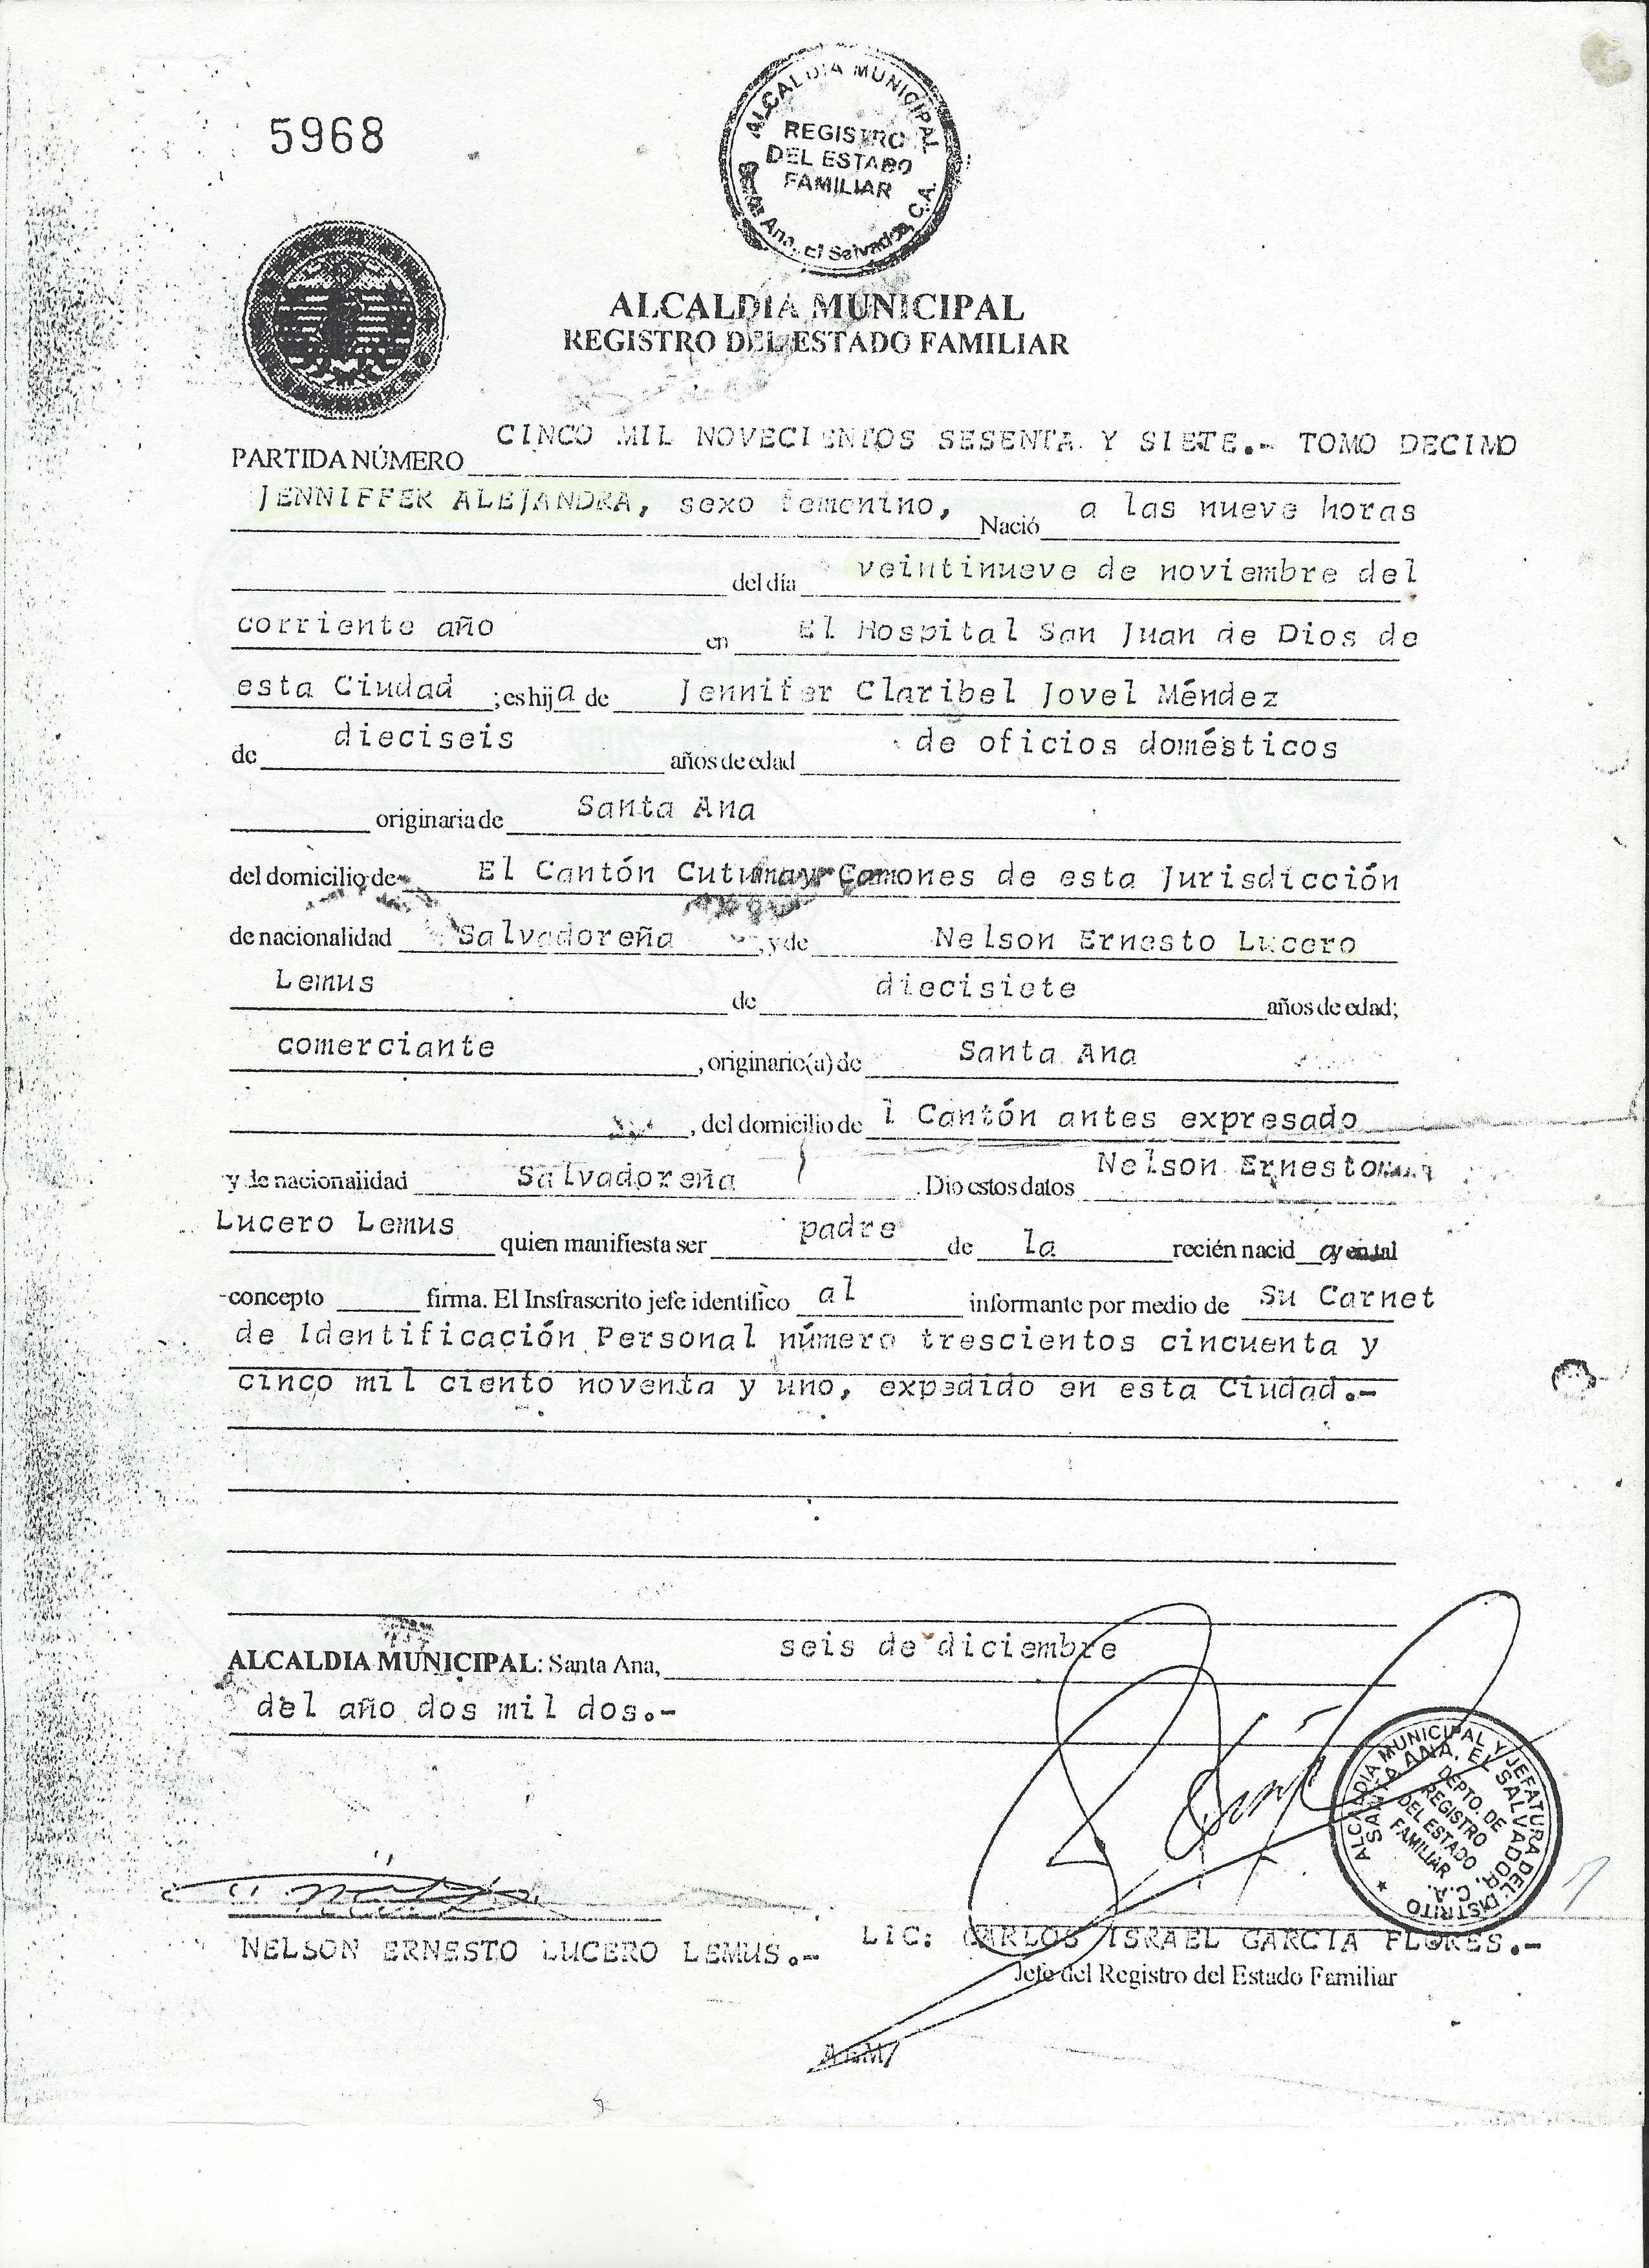 5968
ALCALDIA MUNICIPAL
REGISTRO
DEL ESTADO
FAMILIAR
Ana, El Salvador, C.A.
ALCALDIA MUNICIPAL
REGISTRO DEL ESTADO FAMILIAR
PARTIDA NÚMERO CINCO MIL NOVECIENTOS SESENTA Y SIETE.- TOMO DECIMO
JENNIFFER ALEJANDRA, sexo femenino, Nació a las nueve horas
del día veintinueve de noviembre del
corriente año en El Hospital San Juan de Dios de
esta Ciudad ; es hija de Jennifer Claribel Jovel Méndez
de dieciseis años de edad de oficios domésticos
originaria de Santa Ana
del domicilio de El Cantón Cutumay Camones de esta Jurisdicción
de nacionalidad Salvadoreña , y de Nelson Ernesto Lucero
Lemus de diecisiete años de edad;
comerciante , originario(a) de Santa Ana
, del domicilio de l Cantón antes expresado
y de nacionalidad Salvadoreña . Dio estos datos Nelson Ernesto
Lucero Lemus quien manifiesta ser padre de la recién nacid a y en tal
concepto firma. El Insfrascrito jefe identifico al informante por medio de Su Carnet
de Identificación Personal número trescientos cincuenta y
cinco mil ciento noventa y uno, expedido en esta Ciudad.-
ALCALDIA MUNICIPAL: Santa Ana, seis de diciembre
del año dos mil dos.-
ALCALDIA MUNICIPAL Y JEFATURA DEL DISTRITO
SANTA ANA, EL SALVADOR, C.A.
DEPTO. DE
REGISTRO
DEL ESTADO
FAMILIAR
NELSON ERNESTO LUCERO LEMUS.-
LIC: CARLOS ISRAEL GARCIA FLORES.-
Jefe del Registro del Estado Familiar